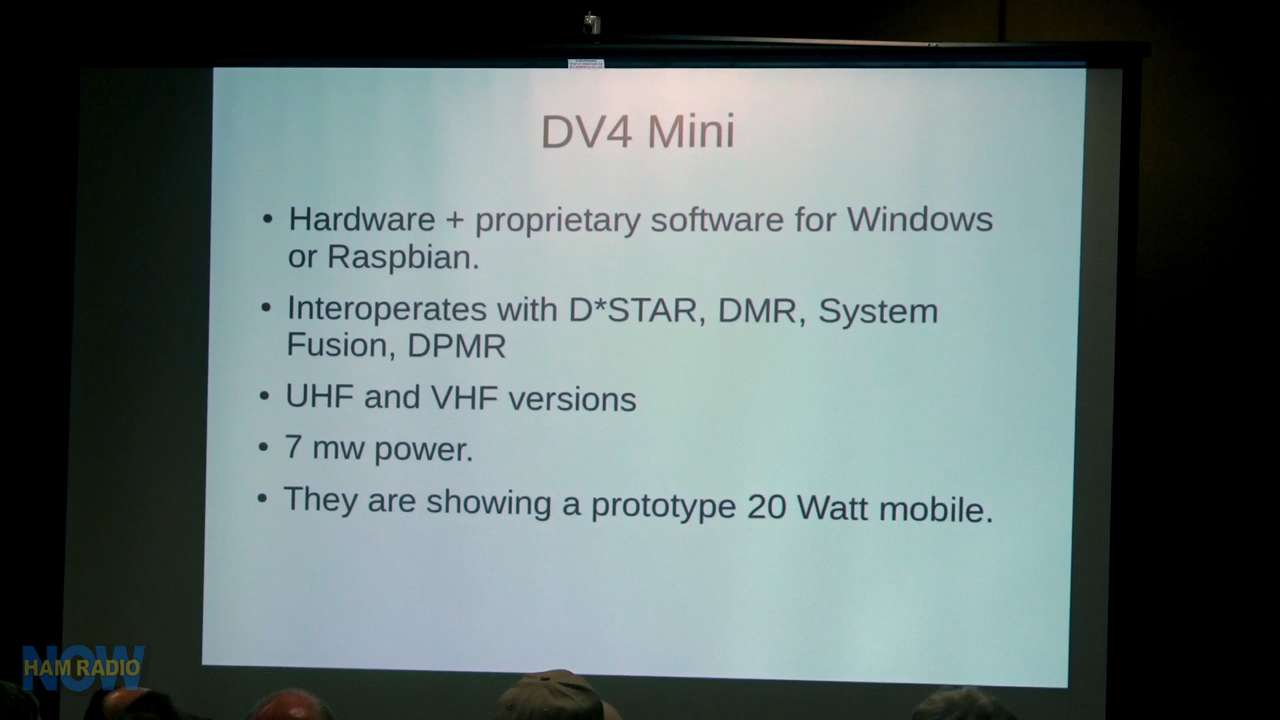 DV4 Mini
• Hardware + proprietary software for Windows
or Raspbian.
• Interoperates with D*STAR, DMR, System
Fusion, DPMR
• UHF and VHF versions
• 7 mw power.
• They are showing a prototype 20 Watt mobile.
HAM RADIO
NOW